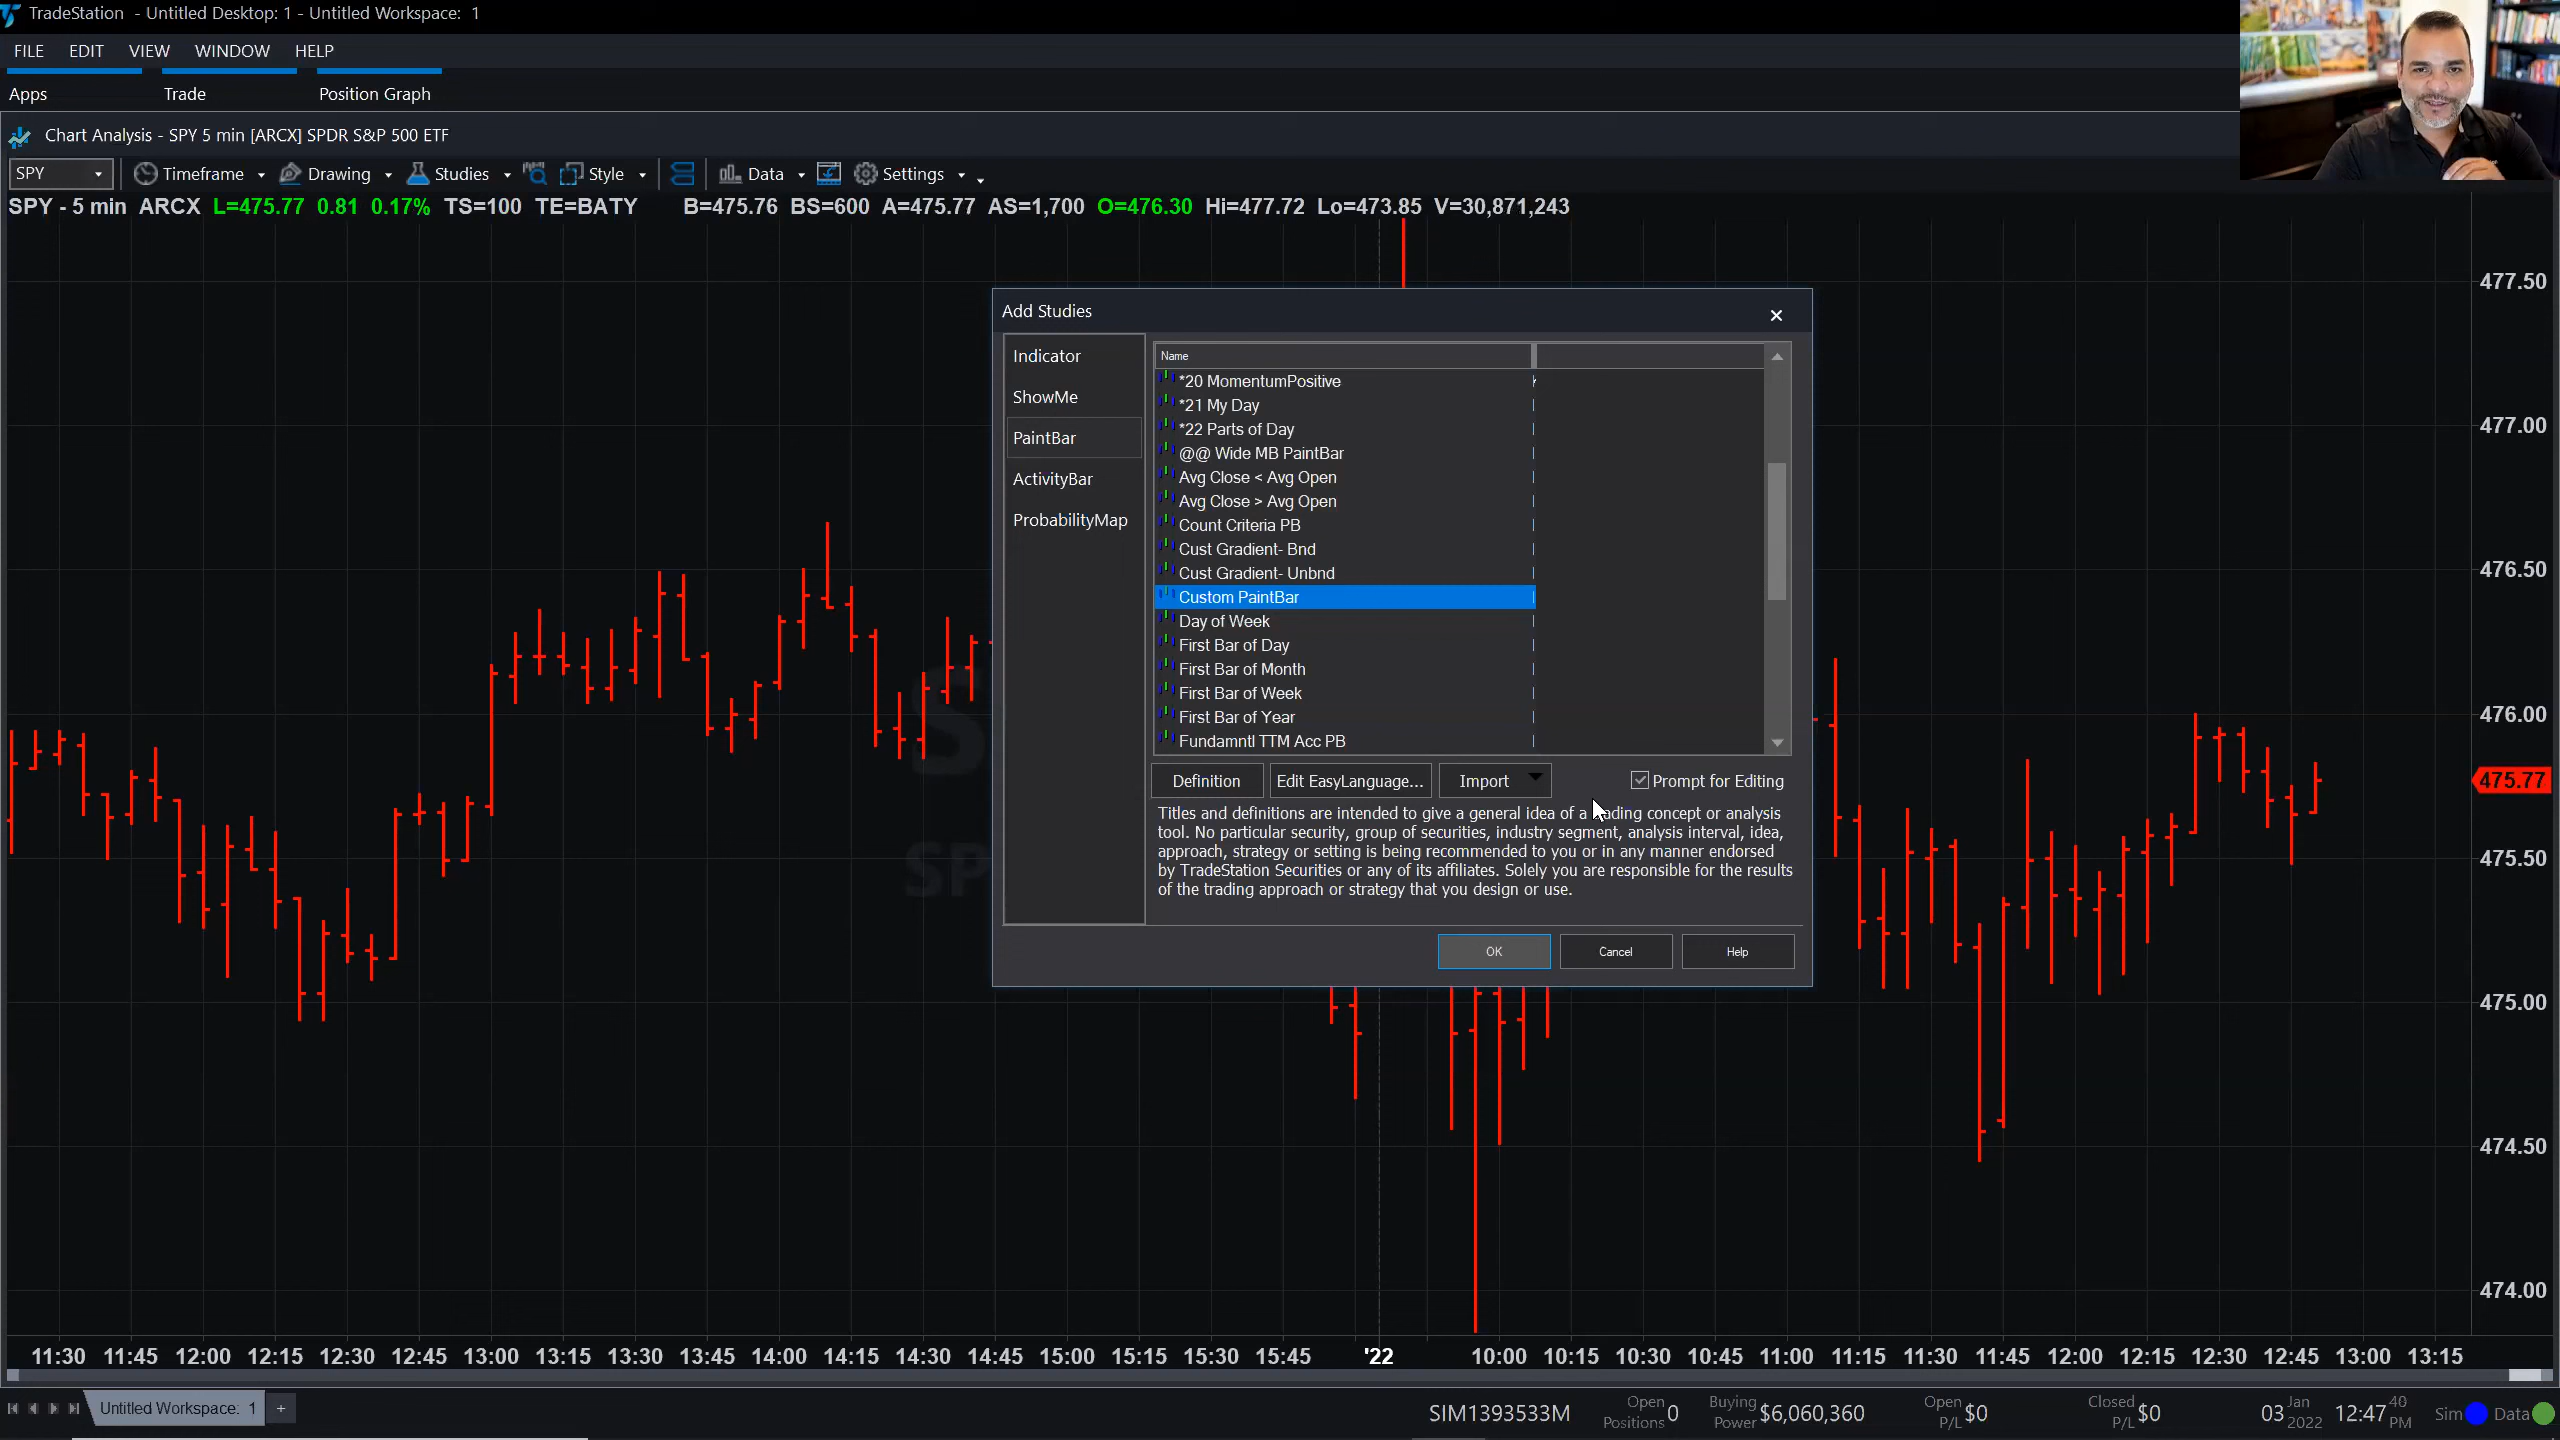 TradeStation - Untitled Desktop: 1 - Untitled Workspace: 1
FILE EDIT VIEW WINDOW HELP
Apps Trade Position Graph
Chart Analysis - SPY 5 min [ARCX] SPDR S&P 500 ETF
SPY Timeframe Drawing Studies Style Data Settings
SPY - 5 min ARCX L=475.77 0.81 0.17% TS=100 TE=BATY B=475.76 BS=600 A=475.77 AS=1,700 O=476.30 Hi=477.72 Lo=473.85 V=30,871,243
477.50
477.00
476.50
476.00
475.77
475.50
475.00
474.50
474.00
Add Studies
Indicator
ShowMe
PaintBar
ActivityBar
ProbabilityMap
Name
*20 MomentumPositive
*21 My Day
*22 Parts of Day
@@ Wide MB PaintBar
Avg Close < Avg Open
Avg Close > Avg Open
Count Criteria PB
Cust Gradient- Bnd
Cust Gradient- Unbnd
Custom PaintBar
Day of Week
First Bar of Day
First Bar of Month
First Bar of Week
First Bar of Year
Fundamntl TTM Acc PB
Definition Edit EasyLanguage... Import Prompt for Editing
Titles and definitions are intended to give a general idea of a trading concept or analysis
tool. No particular security, group of securities, industry segment, analysis interval, idea,
approach, strategy or setting is being recommended to you or in any manner endorsed
by TradeStation Securities or any of its affiliates. Solely you are responsible for the results
of the trading approach or strategy that you design or use.
OK Cancel Help
11:30 11:45 12:00 12:15 12:30 12:45 13:00 13:15 13:30 13:45 14:00 14:15 14:30 14:45 15:00 15:15 15:30 15:45 '22 10:00 10:15 10:30 10:45 11:00 11:15 11:30 11:45 12:00 12:15 12:30 12:45 13:00 13:15
Untitled Workspace: 1 +
SIM1393533M Open Positions 0 Buying Power $6,060,360 Open P/L $0 Closed P/L $0 03 Jan 2022 12:47 40 PM Sim Data